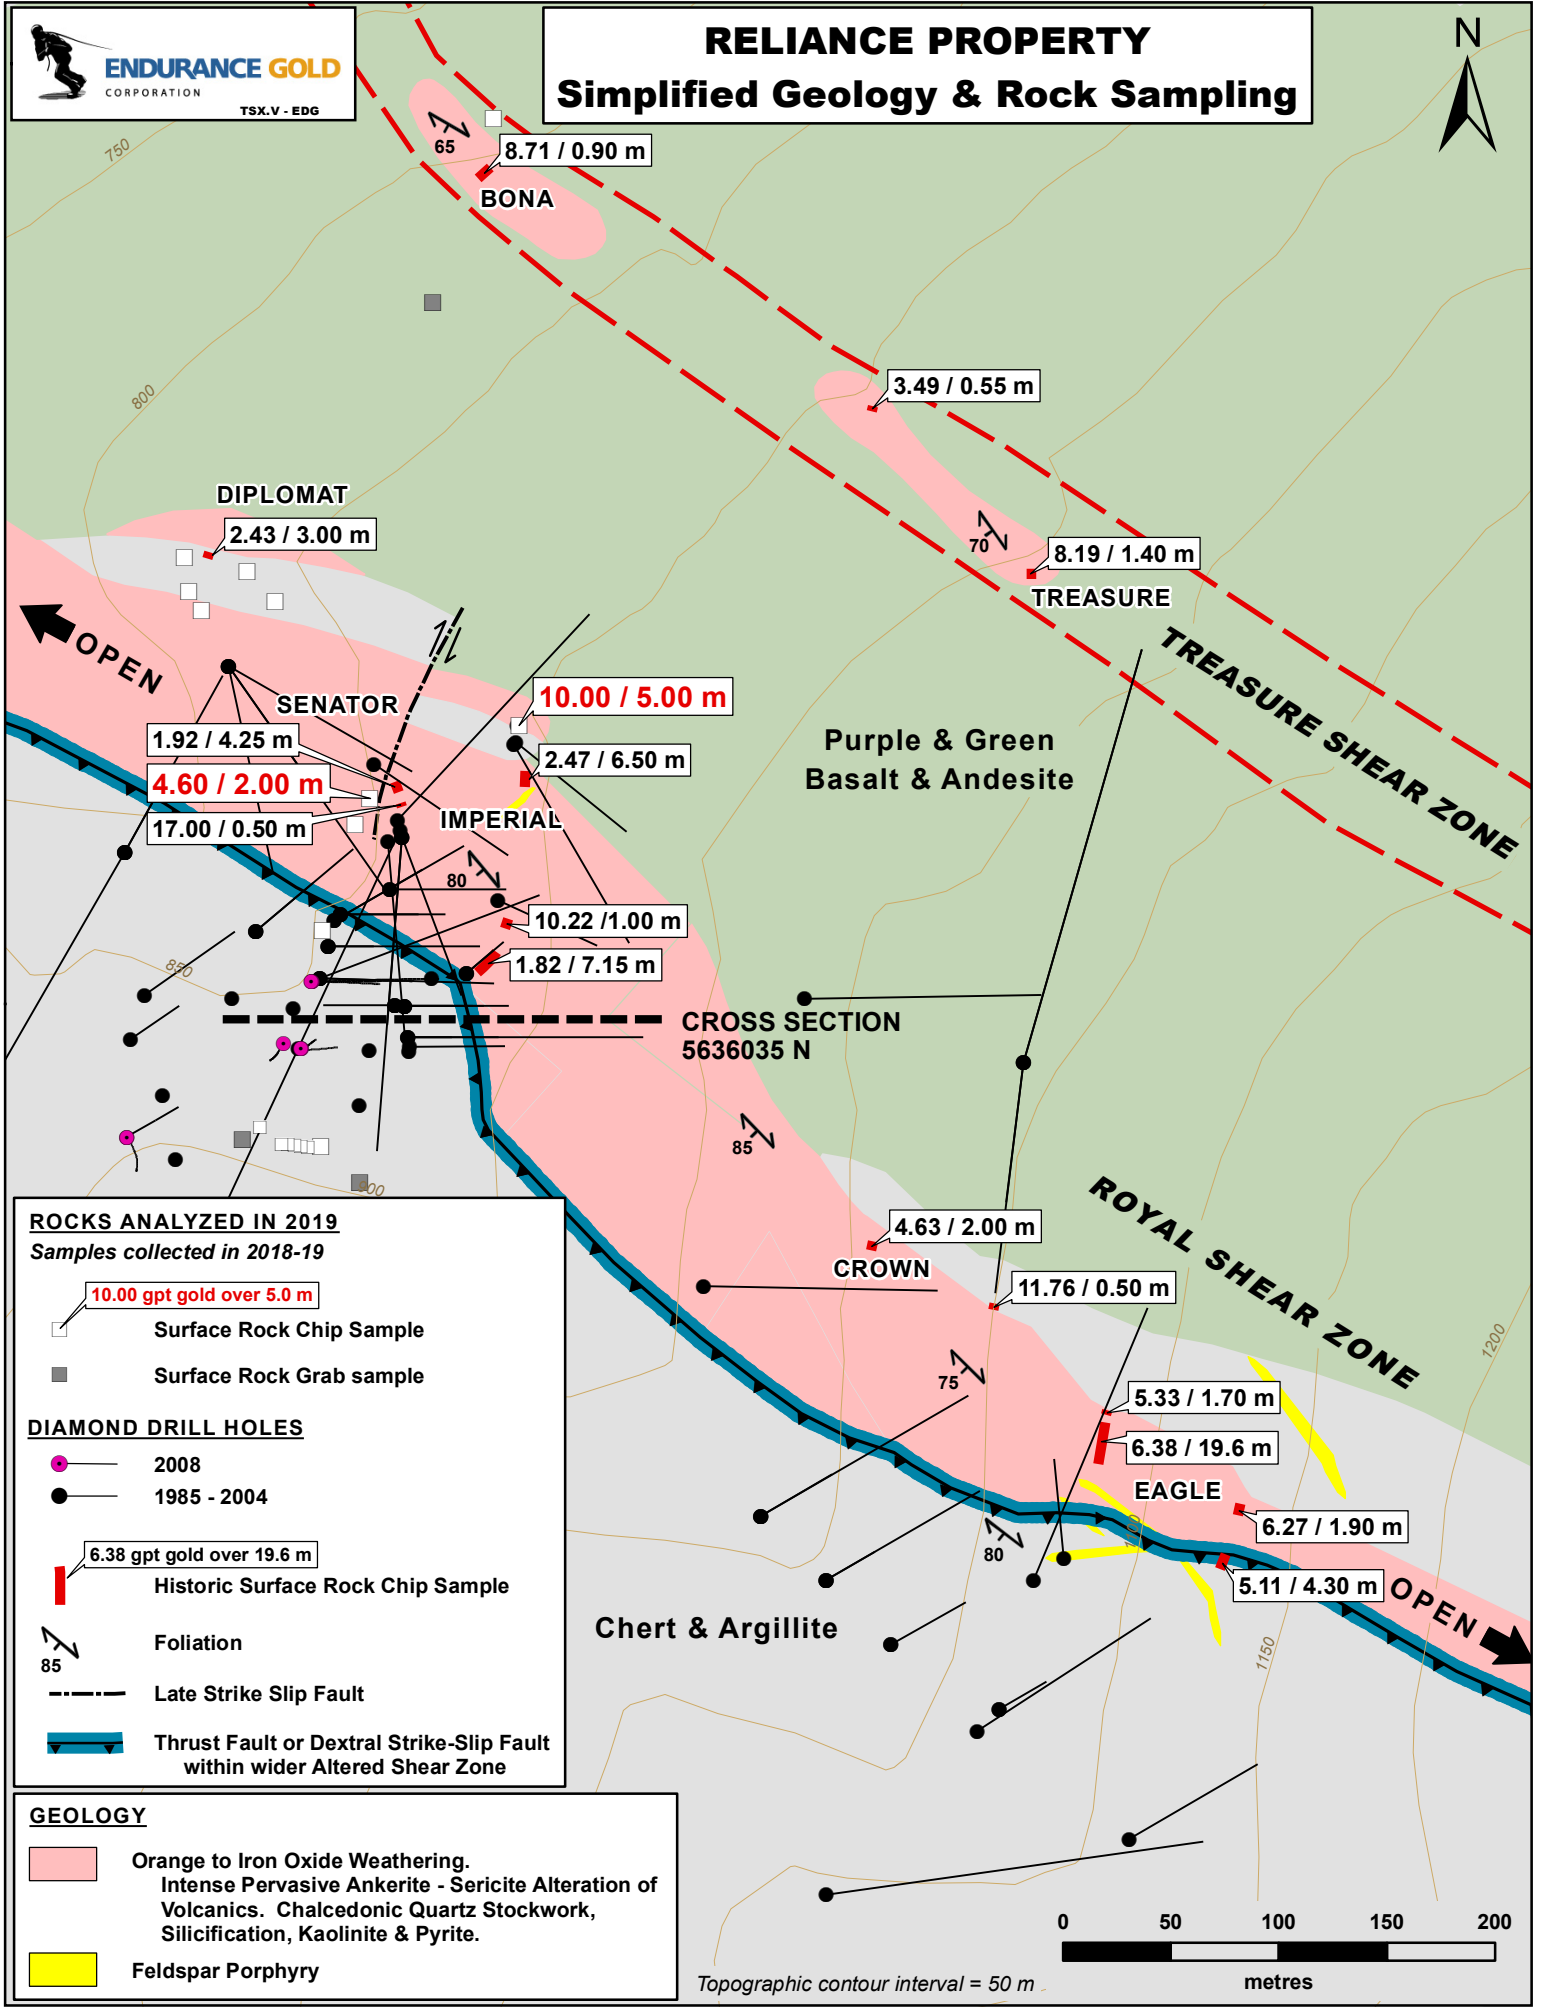 ENDURANCE GOLD
CORPORATION
TSX.V - EDG
RELIANCE PROPERTY
Simplified Geology & Rock Sampling
N
750
65
8.71 / 0.90 m
BONA
800
3.49 / 0.55 m
DIPLOMAT
2.43 / 3.00 m
70
8.19 / 1.40 m
TREASURE
OPEN
TREASURE SHEAR ZONE
SENATOR
10.00 / 5.00 m
1.92 / 4.25 m
2.47 / 6.50 m
Purple & Green
Basalt & Andesite
4.60 / 2.00 m
17.00 / 0.50 m
IMPERIAL
80
10.22 /1.00 m
1.82 / 7.15 m
850
CROSS SECTION
5636035 N
85
900
ROYAL SHEAR ZONE
4.63 / 2.00 m
CROWN
11.76 / 0.50 m
1200
75
5.33 / 1.70 m
6.38 / 19.6 m
EAGLE
6.27 / 1.90 m
1100
80
5.11 / 4.30 m
OPEN
Chert & Argillite
1150
ROCKS ANALYZED IN 2019
Samples collected in 2018-19
10.00 gpt gold over 5.0 m
Surface Rock Chip Sample
Surface Rock Grab sample
DIAMOND DRILL HOLES
2008
1985 - 2004
6.38 gpt gold over 19.6 m
Historic Surface Rock Chip Sample
Foliation
85
Late Strike Slip Fault
Thrust Fault or Dextral Strike-Slip Fault
within wider Altered Shear Zone
GEOLOGY
Orange to Iron Oxide Weathering.
Intense Pervasive Ankerite - Sericite Alteration of
Volcanics. Chalcedonic Quartz Stockwork,
Silicification, Kaolinite & Pyrite.
Feldspar Porphyry
Topographic contour interval = 50 m
0 50 100 150 200
metres